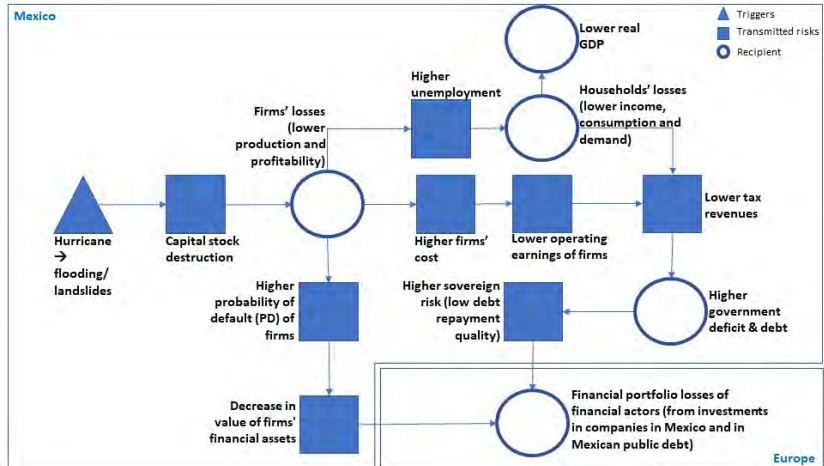 Mexico
Triggers
Transmitted risks
Recipient
Lower real
GDP
Higher
unemployment
Households' losses
(lower income,
consumption and
demand)
Firms' losses
(lower
production and
profitability)
Hurricane
→
flooding/
landslides
Capital stock
destruction
Higher firms'
cost
Lower operating
earnings of firms
Lower tax
revenues
Higher
probability of
default (PD) of
firms
Higher sovereign
risk (low debt
repayment
quality)
Higher
government
deficit & debt
Decrease in
value of firms'
financial assets
Financial portfolio losses of
financial actors (from investments
in companies in Mexico and in
Mexican public debt)
Europe